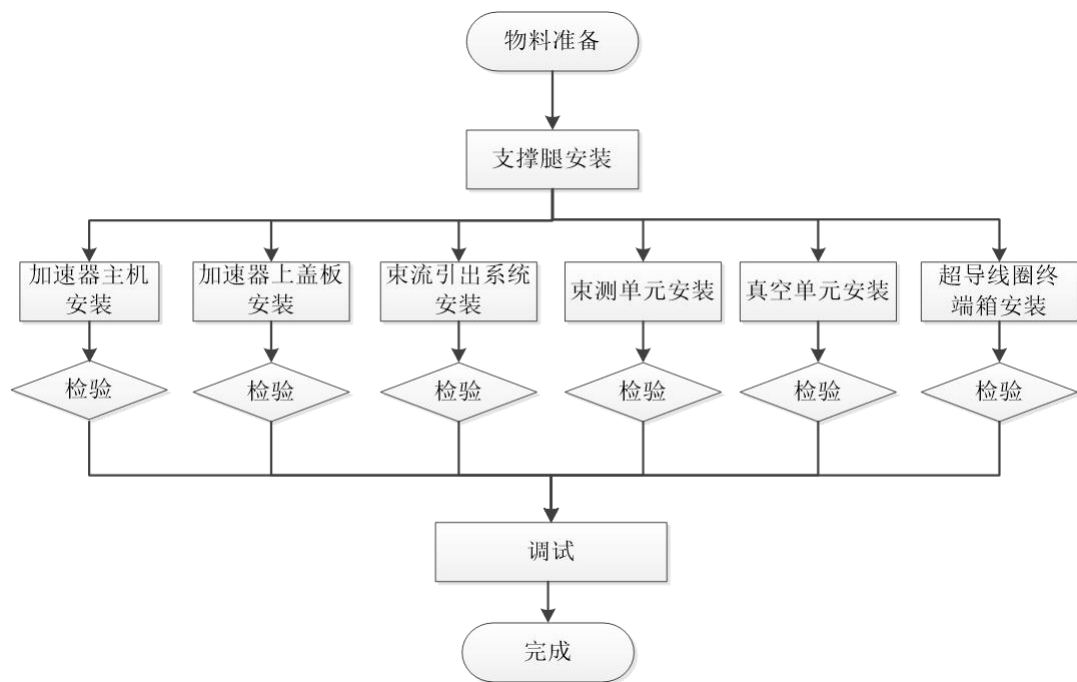 物料准备
支撑腿安装
加速器主机
安装
加速器上盖板
安装
束流引出系统
安装
束测单元安装
真空单元安装
超导线圈终
端箱安装
检验
检验
检验
检验
检验
检验
调试
完成